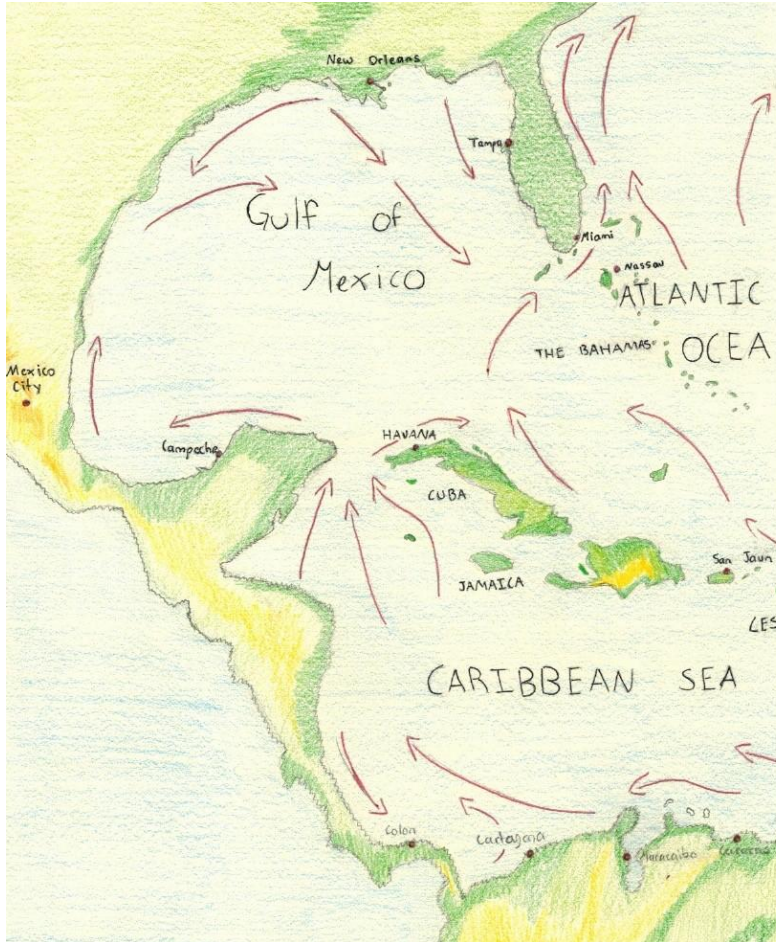 New Orleans
Tampa
Gulf of
Mexico
Miami
Nassau
ATLANTIC
THE BAHAMAS
OCEA
Mexico
City
Campeche
HAVANA
CUBA
JAMAICA
San Jaun
LES
CARIBBEAN SEA
Colon
Cartagena
Maracaibo
Caracas